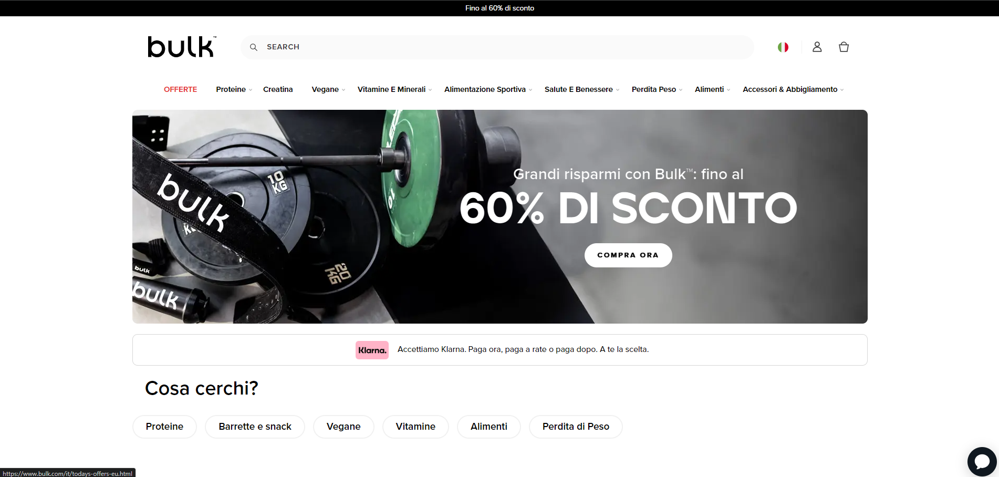 Fino al 60% di sconto
bulk™
SEARCH
OFFERTE Proteine Creatina Vegane Vitamine E Minerali Alimentazione Sportiva Salute E Benessere Perdita Peso Alimenti Accessori & Abbigliamento
10
KG
bulk
10
20
KG
bulk
bulk
Grandi risparmi con Bulk™: fino al
60% DI SCONTO
COMPRA ORA
Klarna. Accettiamo Klarna. Paga ora, paga a rate o paga dopo. A te la scelta.
Cosa cerchi?
Proteine Barrette e snack Vegane Vitamine Alimenti Perdita di Peso
https://www.bulk.com/it/todays-offers-eu.html